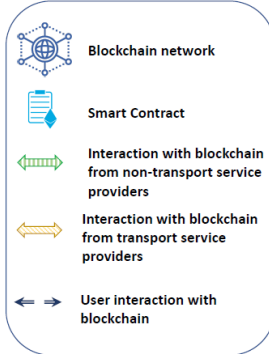 Blockchain network
Smart Contract
Interaction with blockchain
from non-transport service
providers
Interaction with blockchain
from transport service
providers
User interaction with
blockchain